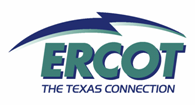 ERCOT
THE TEXAS CONNECTION